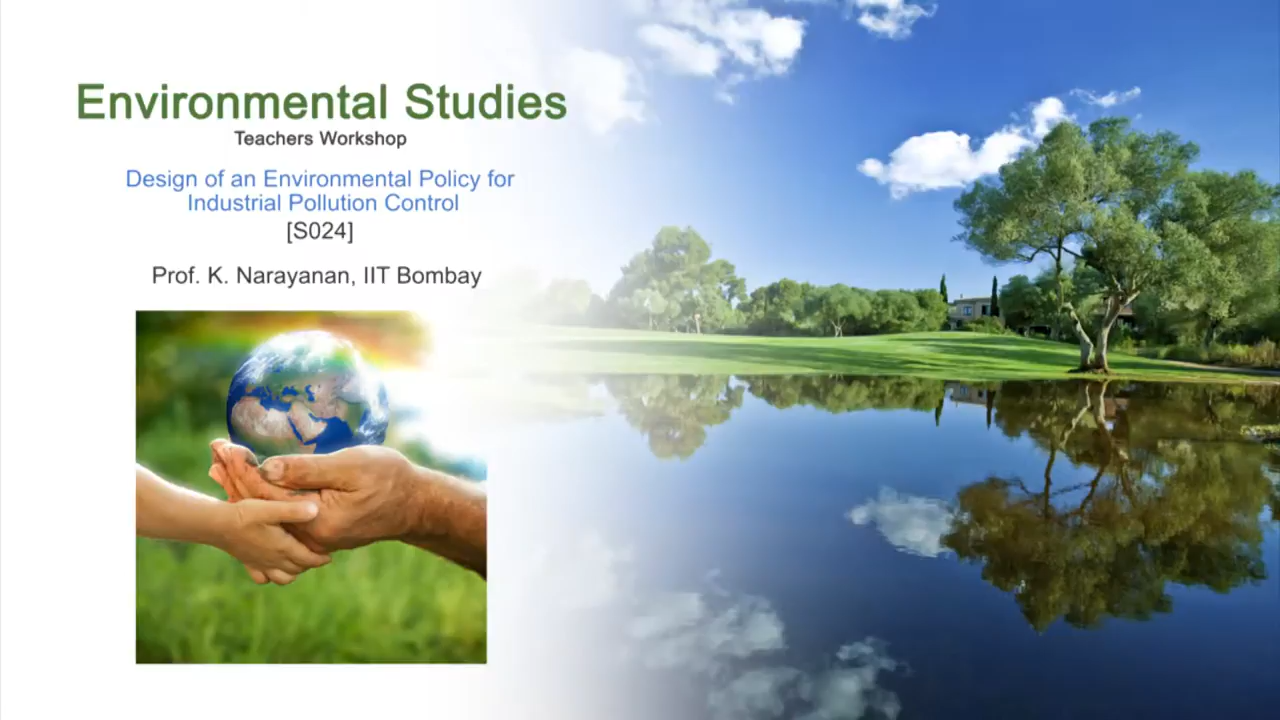 Environmental Studies
Teachers Workshop
Design of an Environmental Policy for
Industrial Pollution Control
[S024]
Prof. K. Narayanan, IIT Bombay